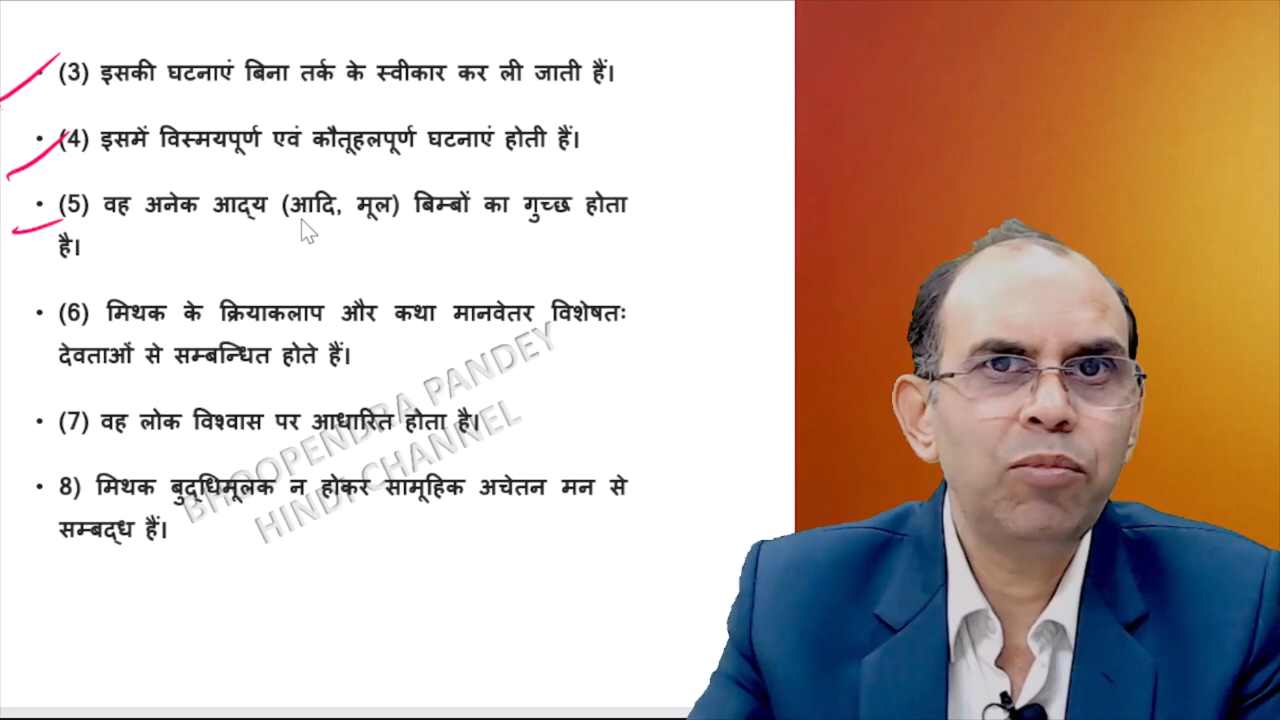 • (3) इसकी घटनाएं बिना तर्क के स्वीकार कर ली जाती हैं।
• (4) इसमें विस्मयपूर्ण एवं कौतूहलपूर्ण घटनाएं होती हैं।
• (5) वह अनेक आद्य (आदि, मूल) बिम्बों का गुच्छ होता
है।
• (6) मिथक के क्रियाकलाप और कथा मानवेतर विशेषतः
देवताओं से सम्बन्धित होते हैं।
• (7) वह लोक विश्वास पर आधारित होता है।
• 8) मिथक बुद्धिमूलक न होकर सामूहिक अचेतन मन से
सम्बद्ध हैं।
BHOOPENDRA PANDEY
HINDI CHANNEL